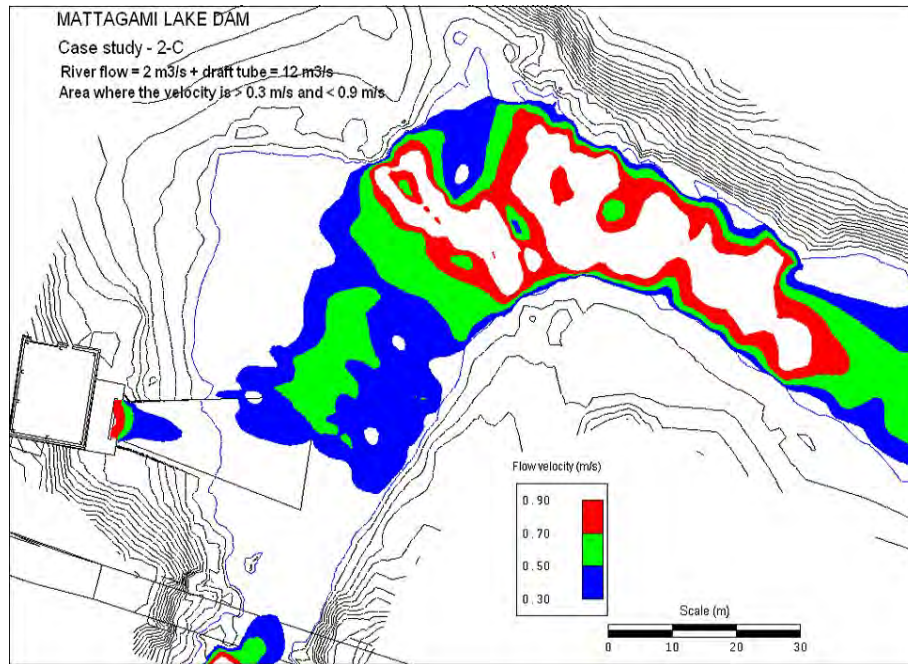 MATTAGAMI LAKE DAM
Case study - 2-C
River flow = 2 m3/s + draft tube = 12 m3/s
Area where the velocity is > 0.3 m/s and < 0.9 m/s
Flow velocity (m/s)
0.90
0.70
0.50
0.30
Scale (m)
0 10 20 30